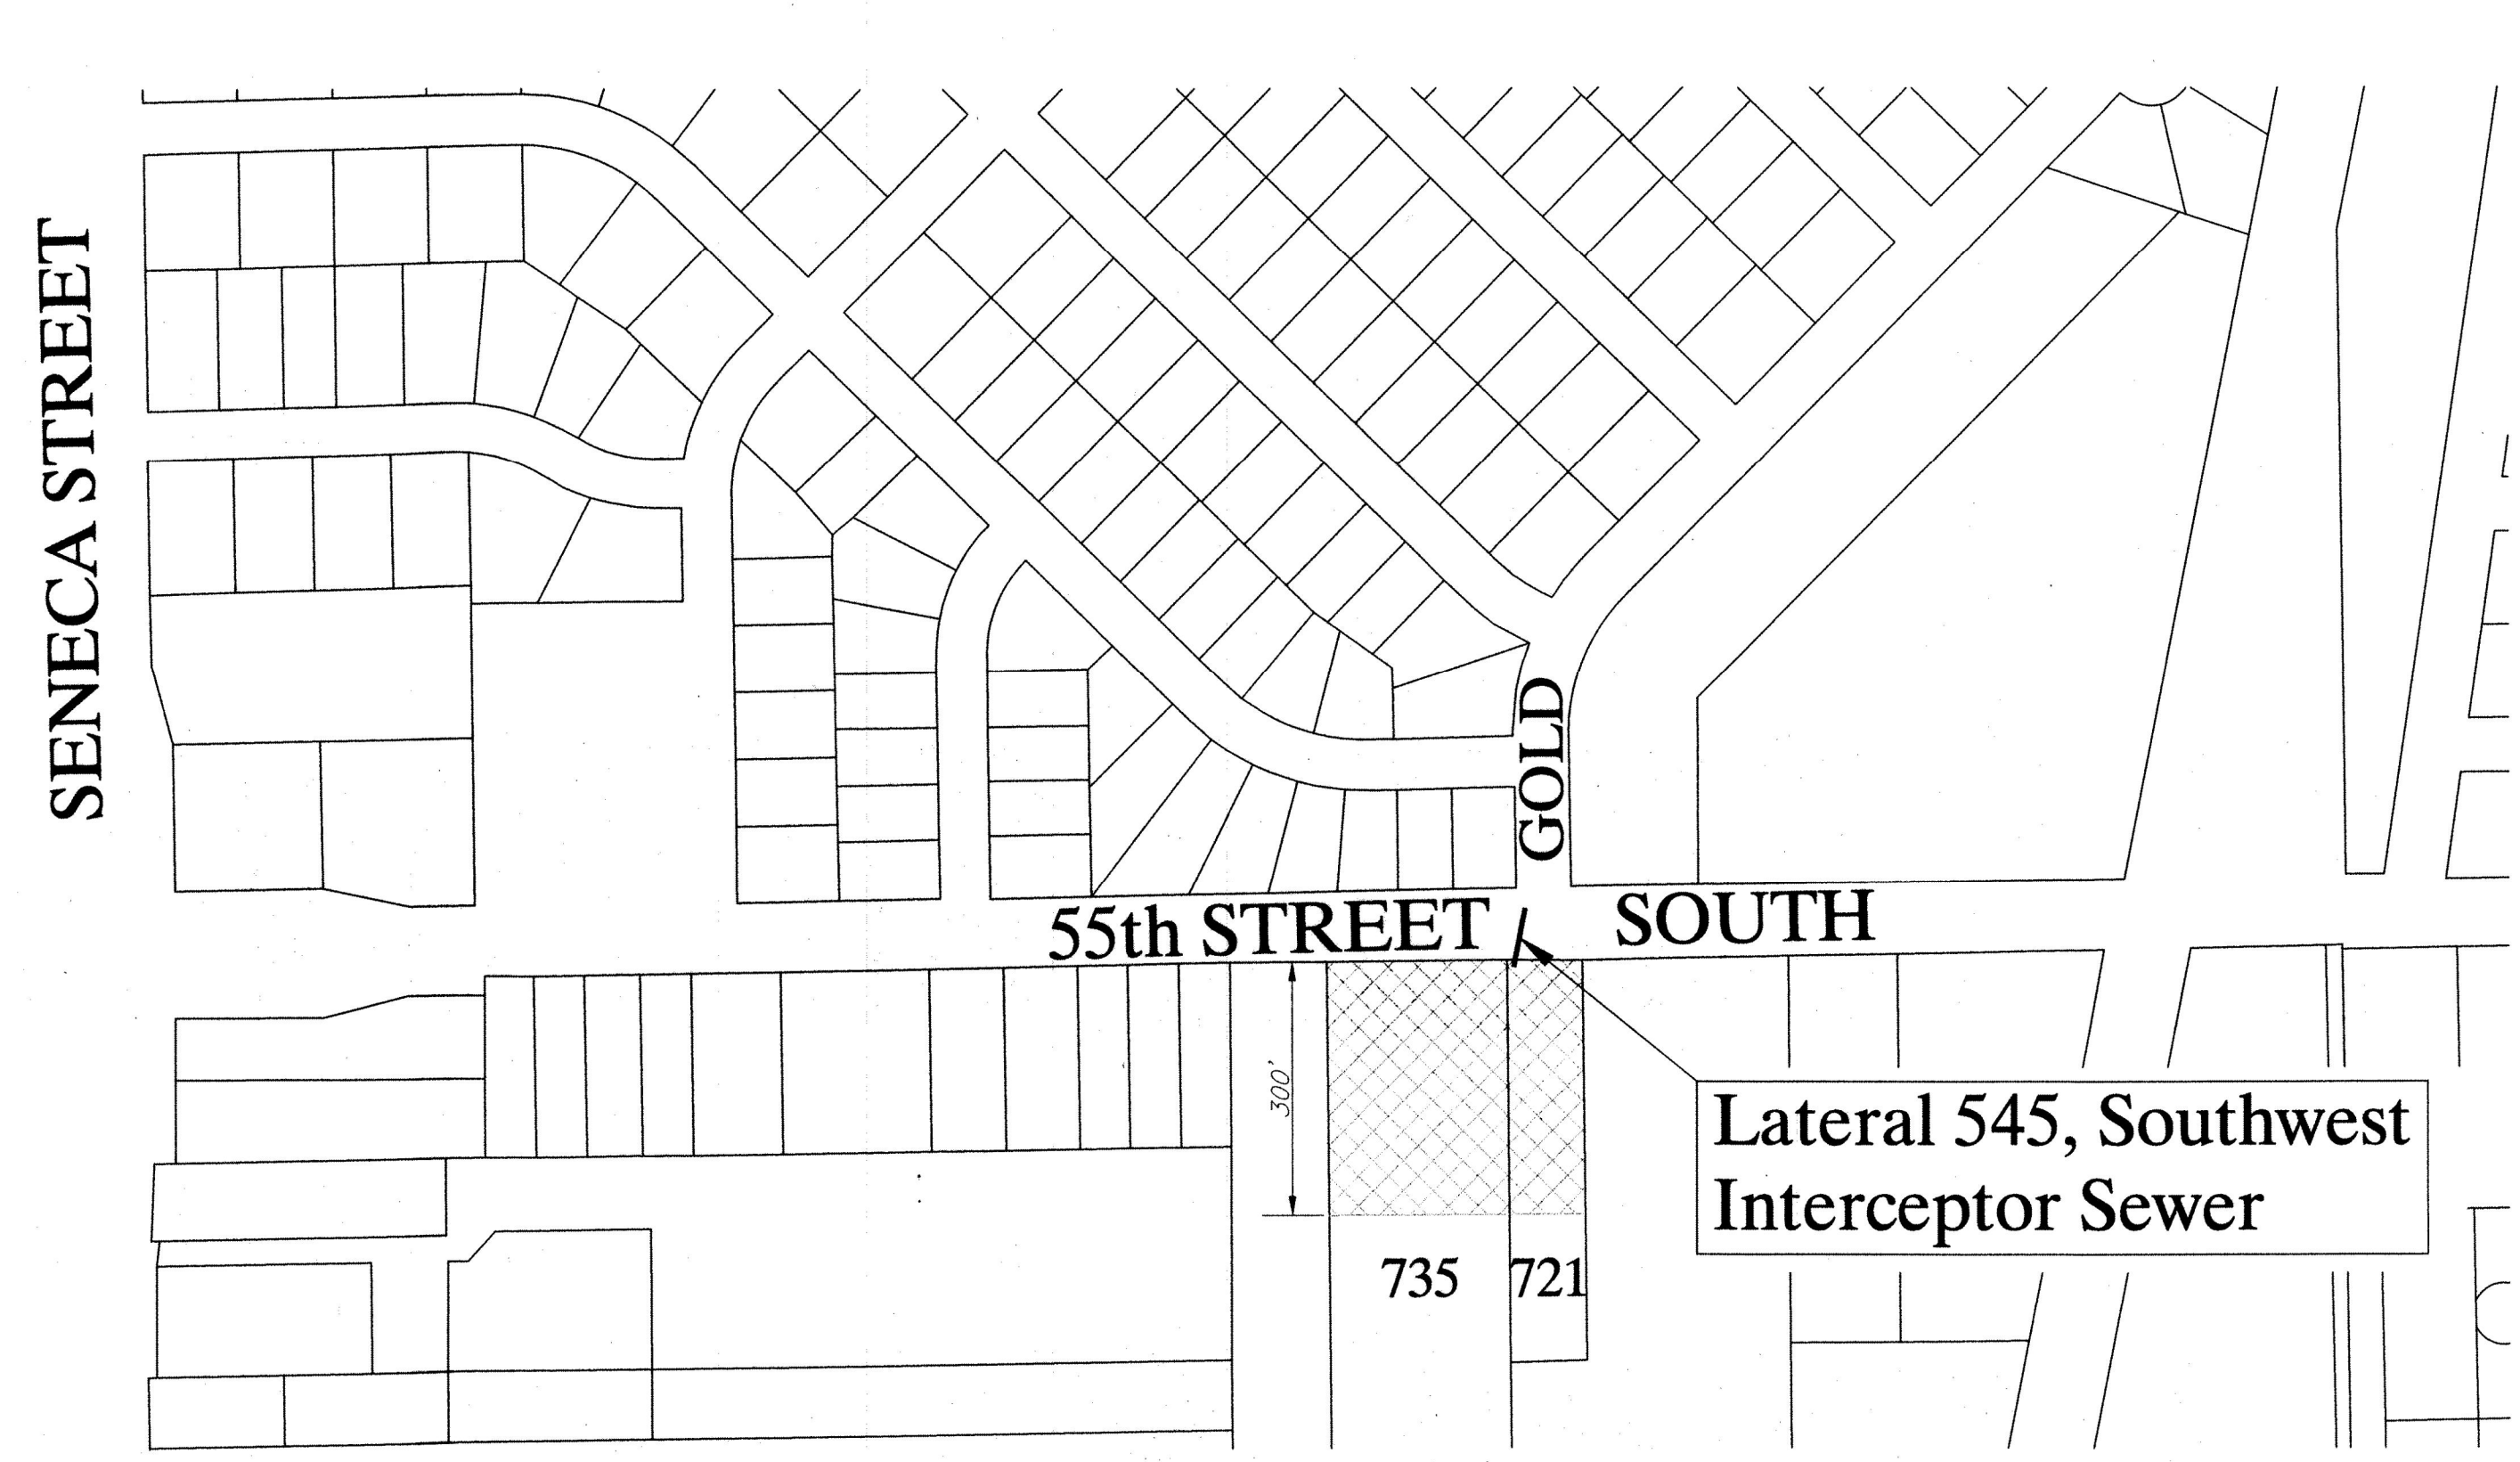 SENECA STREET
GOLD
55th STREET SOUTH
300'
Lateral 545, Southwest
Interceptor Sewer
735
721